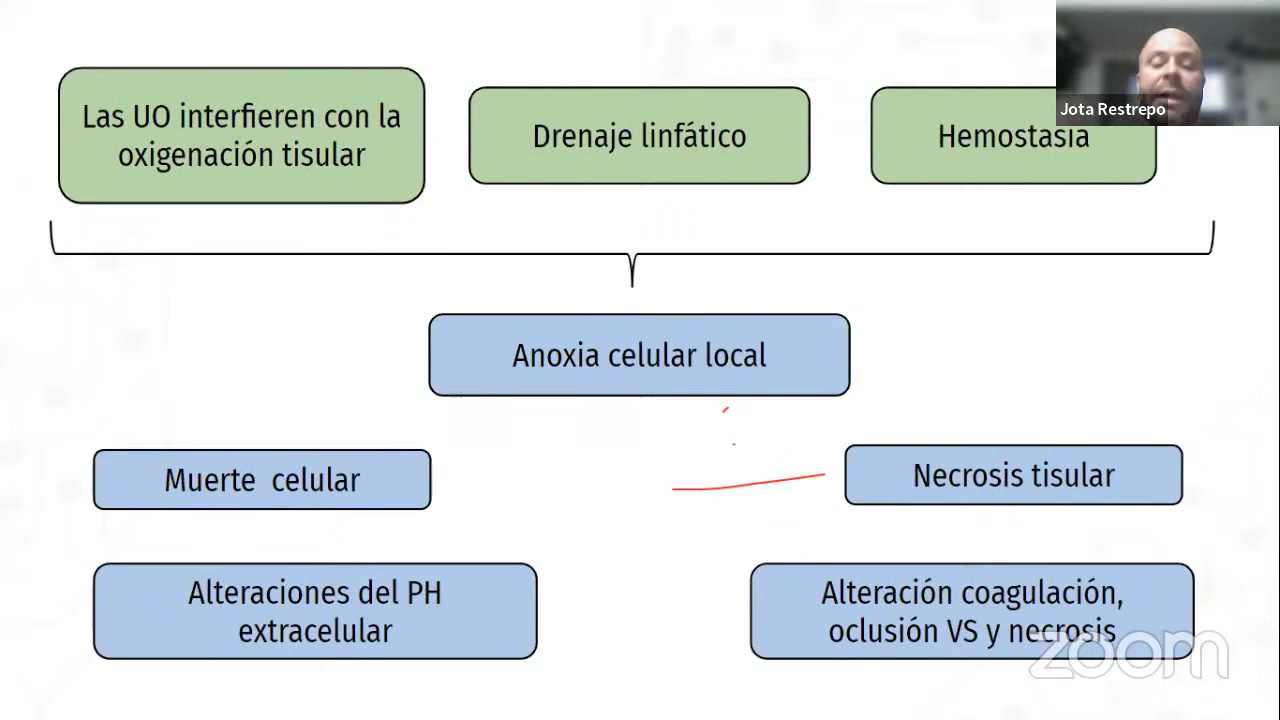 Jota Restrepo
Las UO interfieren con la
oxigenación tisular
Drenaje linfático
Hemostasia
Anoxia celular local
Muerte  celular
Necrosis tisular
Alteraciones del PH
extracelular
Alteración coagulación,
oclusión VS y necrosis
zoom